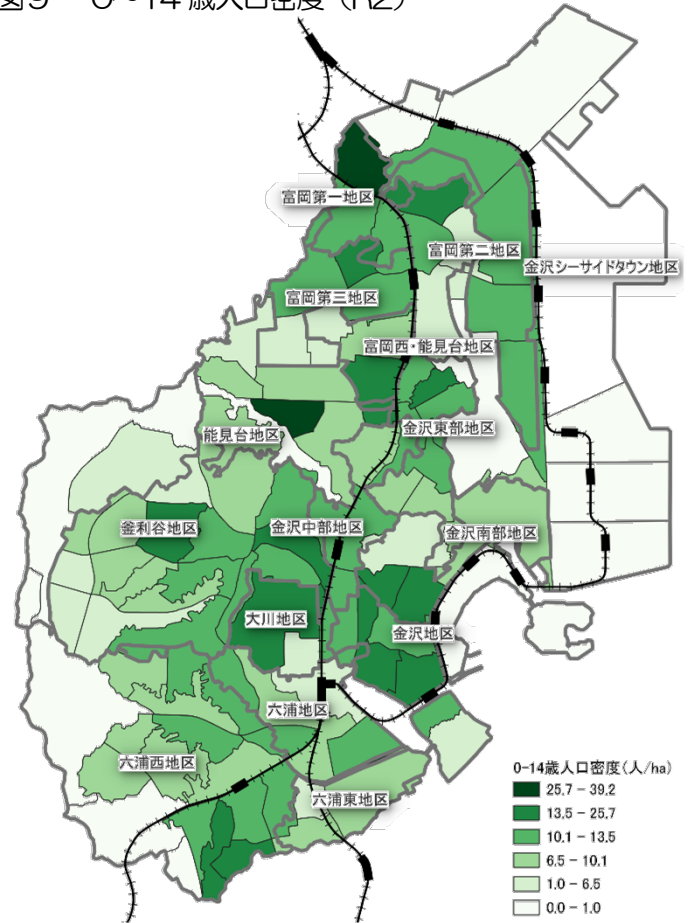 図9 0-14歳人口密度(R2)
富岡第一地区
富岡第二地区
金沢シーサイドタウン地区
富岡第三地区
富岡西・能見台地区
金沢東部地区
能見台地区
釜利谷地区
金沢中部地区
金沢南部地区
大川地区
金沢地区
六浦地区
六浦西地区
六浦東地区
0-14歳人口密度(人/ha)
25.7 - 39.2
13.5 - 25.7
10.1 - 13.5
6.5 - 10.1
1.0 - 6.5
0.0 - 1.0